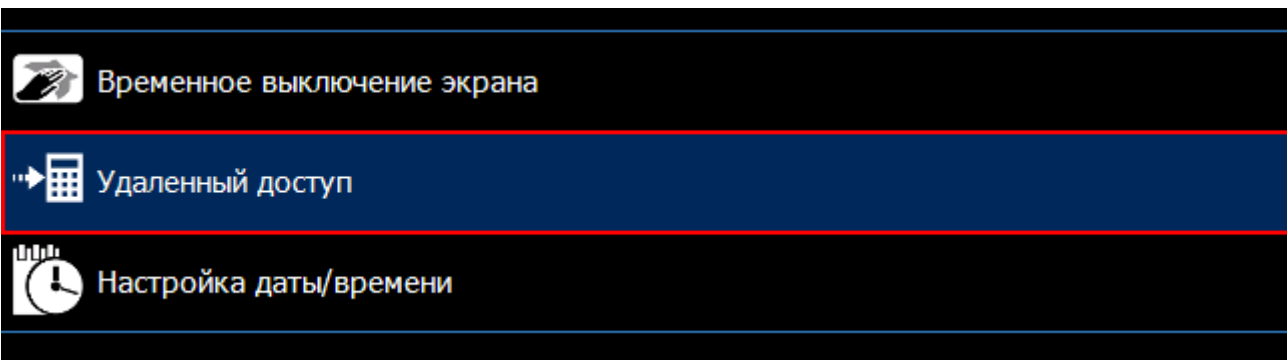 Временное выключение экрана
Удаленный доступ
Настройка даты/времени